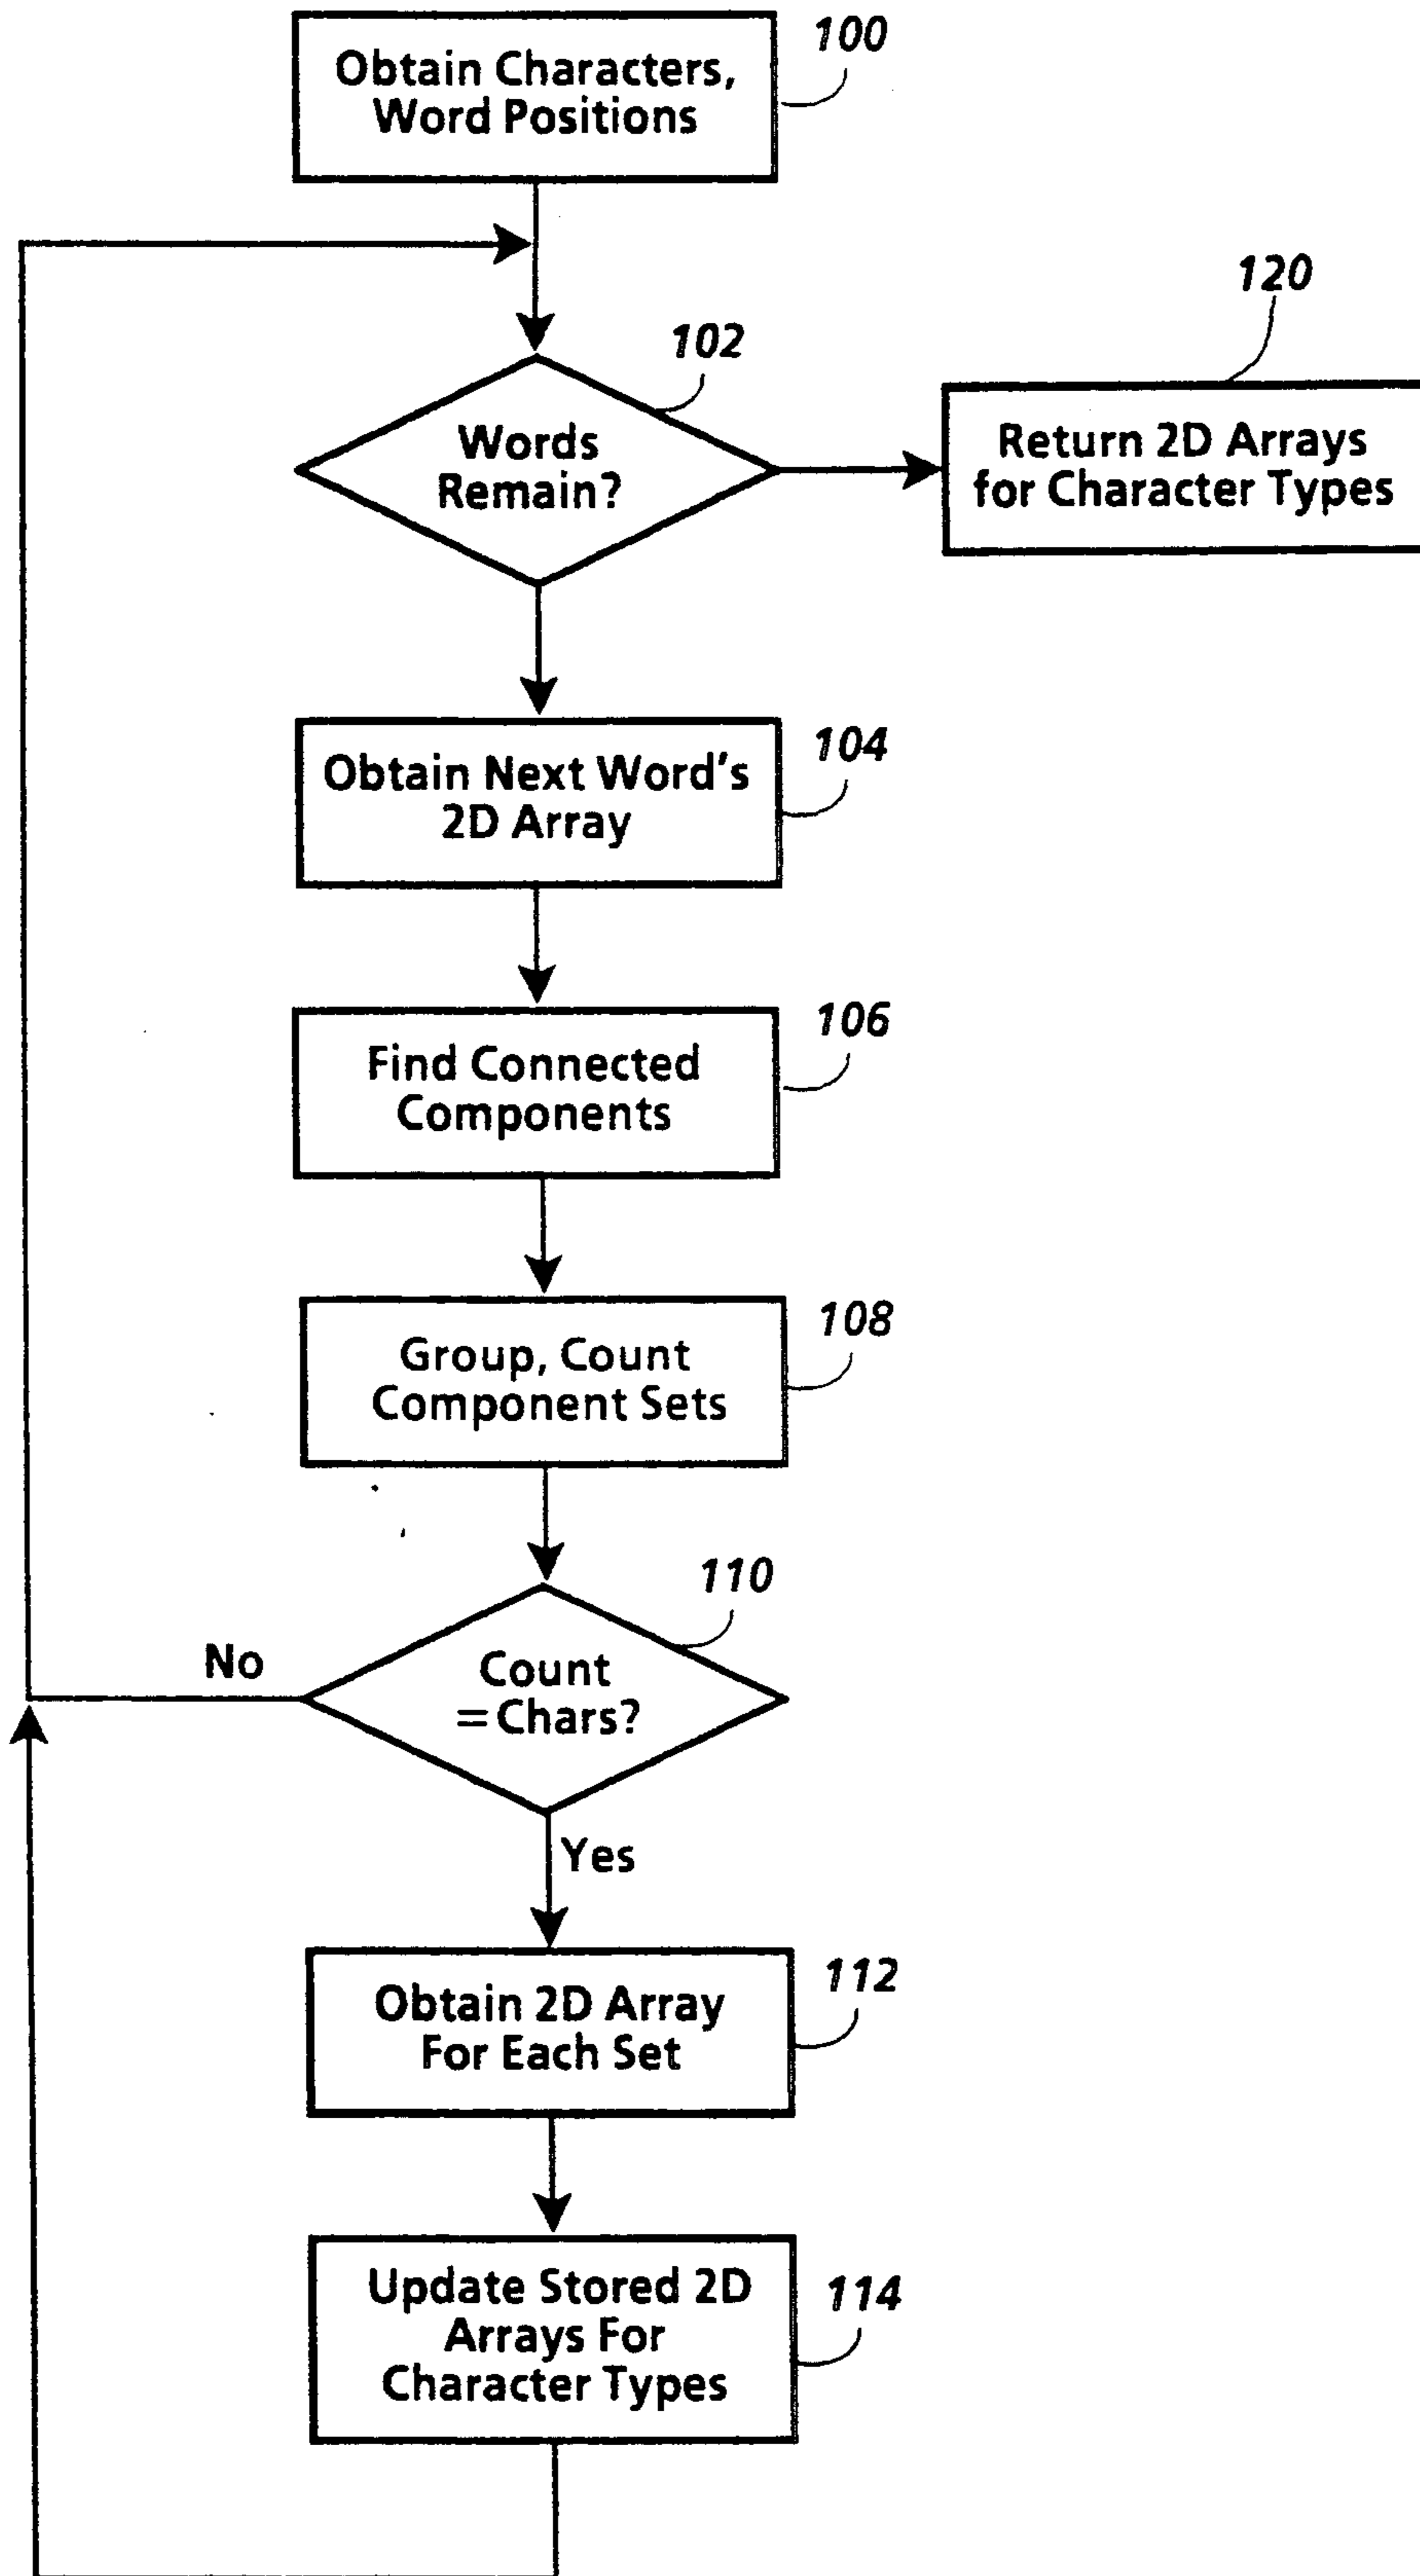 100
Obtain Characters,
Word Positions
120
102
Words
Remain?
Return 2D Arrays
for Character Types
104
Obtain Next Word's
2D Array
106
Find Connected
Components
108
Group, Count
Component Sets
110
No
Count
=Chars?
Yes
112
Obtain 2D Array
For Each Set
114
Update Stored 2D
Arrays For
Character Types